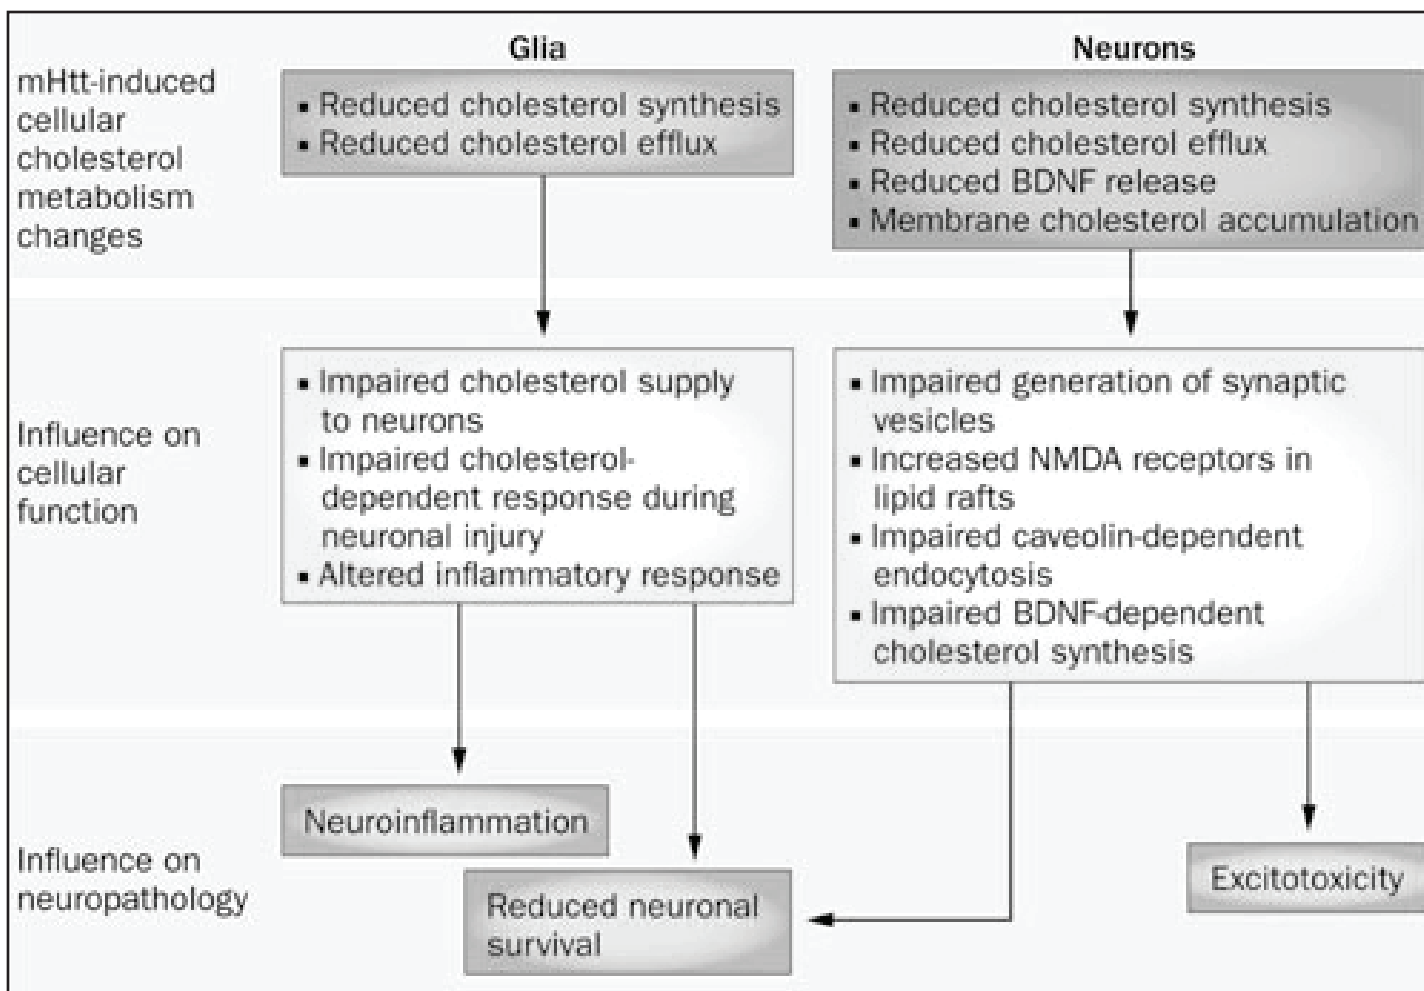 Glia
Neurons
mHtt-induced
cellular
cholesterol
metabolism
changes
▪ Reduced cholesterol synthesis
▪ Reduced cholesterol efflux
▪ Reduced cholesterol synthesis
▪ Reduced cholesterol efflux
▪ Reduced BDNF release
▪ Membrane cholesterol accumulation
Influence on
cellular
function
▪ Impaired cholesterol supply
to neurons
▪ Impaired cholesterol-
dependent response during
neuronal injury
▪ Altered inflammatory response
▪ Impaired generation of synaptic
vesicles
▪ Increased NMDA receptors in
lipid rafts
▪ Impaired caveolin-dependent
endocytosis
▪ Impaired BDNF-dependent
cholesterol synthesis
Influence on
neuropathology
Neuroinflammation
Reduced neuronal
survival
Excitotoxicity